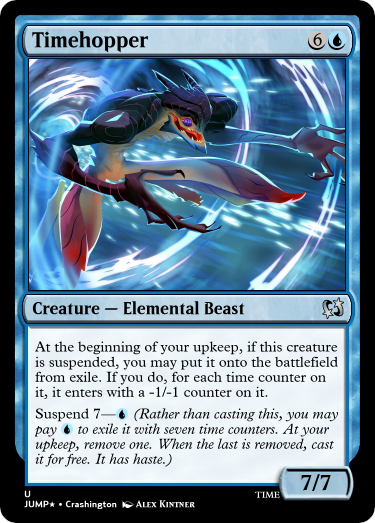 Timehopper 6
Creature — Elemental Beast
At the beginning of your upkeep, if this creature
is suspended, you may put it onto the battlefield
from exile. If you do, for each time counter on
it, it enters with a -1/-1 counter on it.
Suspend 7— (Rather than casting this, you may
pay to exile it with seven time counters. At your
upkeep, remove one. When the last is removed, cast
it for free. It has haste.)
7/7
U TIME
JUMP★ • Crashington ALEX KINTNER